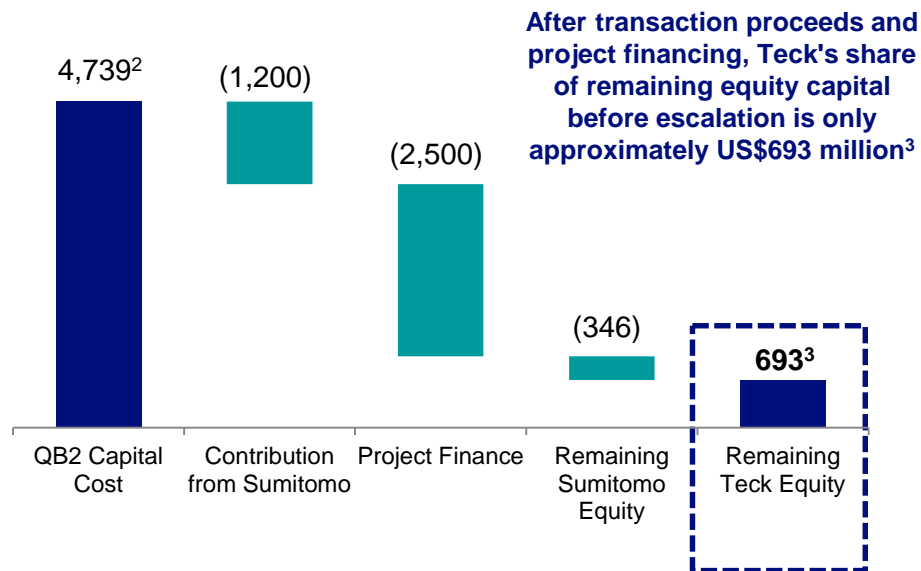 After transaction proceeds and
project financing, Teck's share
of remaining equity capital
before escalation is only
approximately US$693 million³
4,739²
(1,200)
(2,500)
(346)
693³
QB2 Capital
Cost
Contribution
from Sumitomo
Project Finance
Remaining
Sumitomo
Equity
Remaining
Teck Equity